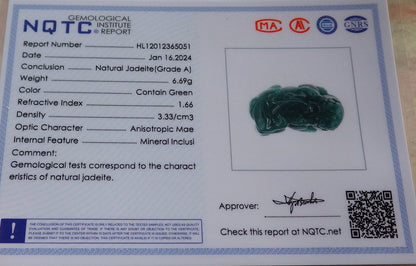 NQTC GEMOLOGICAL
INSTITUTE
® REPORT
MA
GNRS
Report Number HL12012365051
Date Jan 16.2024
Conclusion Natural Jadeite(Grade A)
Weight 6.69g
Color Contain Green
Refractive Index 1.66
Density 3.33/cm3
Optic Character Anisotropic Mae
Internal Feature Mineral Inclusi
Comment:
Gemological tests correspond to the charact
eristics of natural jadeite.
Approver:
Check this report at NQTC.net
!